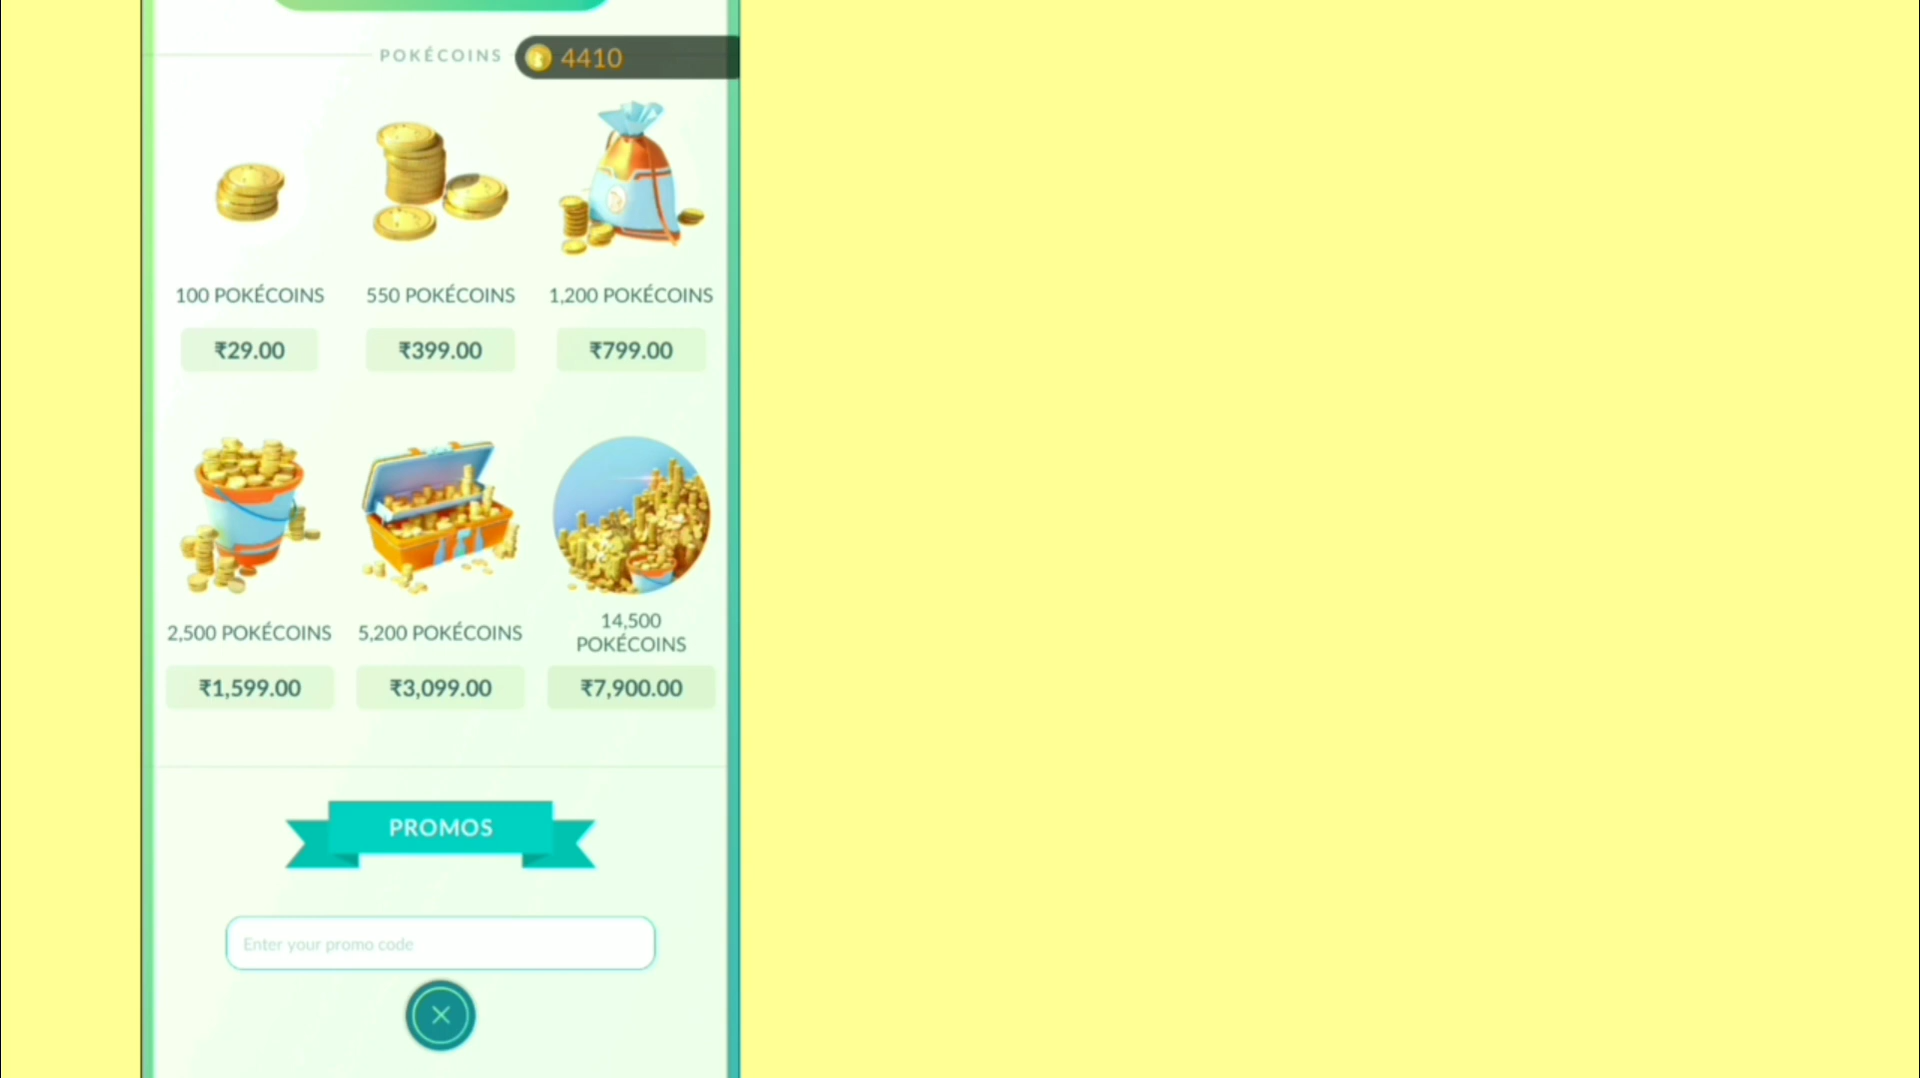 POKÉCOINS
4410
100 POKÉCOINS 550 POKÉCOINS 1,200 POKÉCOINS
₹29.00 ₹399.00 ₹799.00
2,500 POKÉCOINS 5,200 POKÉCOINS 14,500
POKÉCOINS
₹1,599.00 ₹3,099.00 ₹7,900.00
PROMOS
Enter your promo code